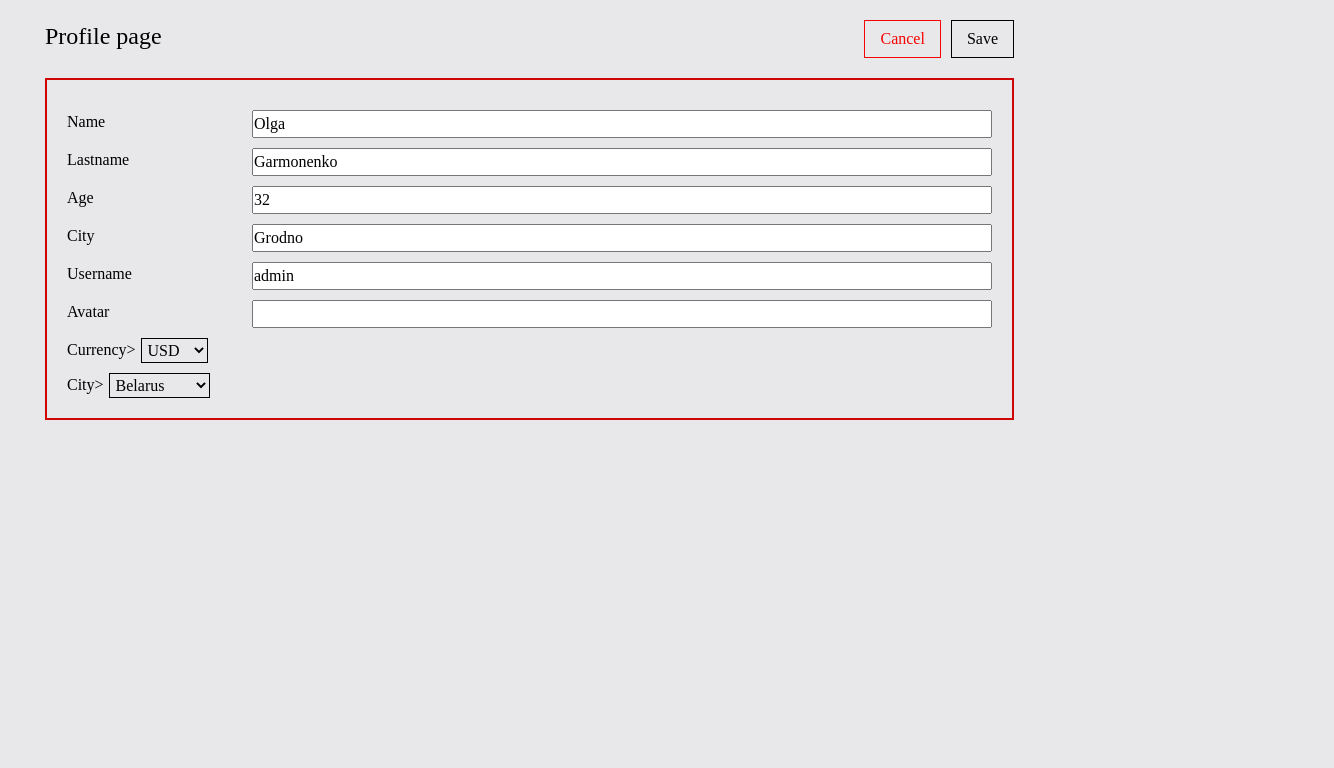 Profile page
Cancel Save
Name Olga
Lastname Garmonenko
Age 32
City Grodno
Username admin
Avatar
Currency> USD
City> Belarus